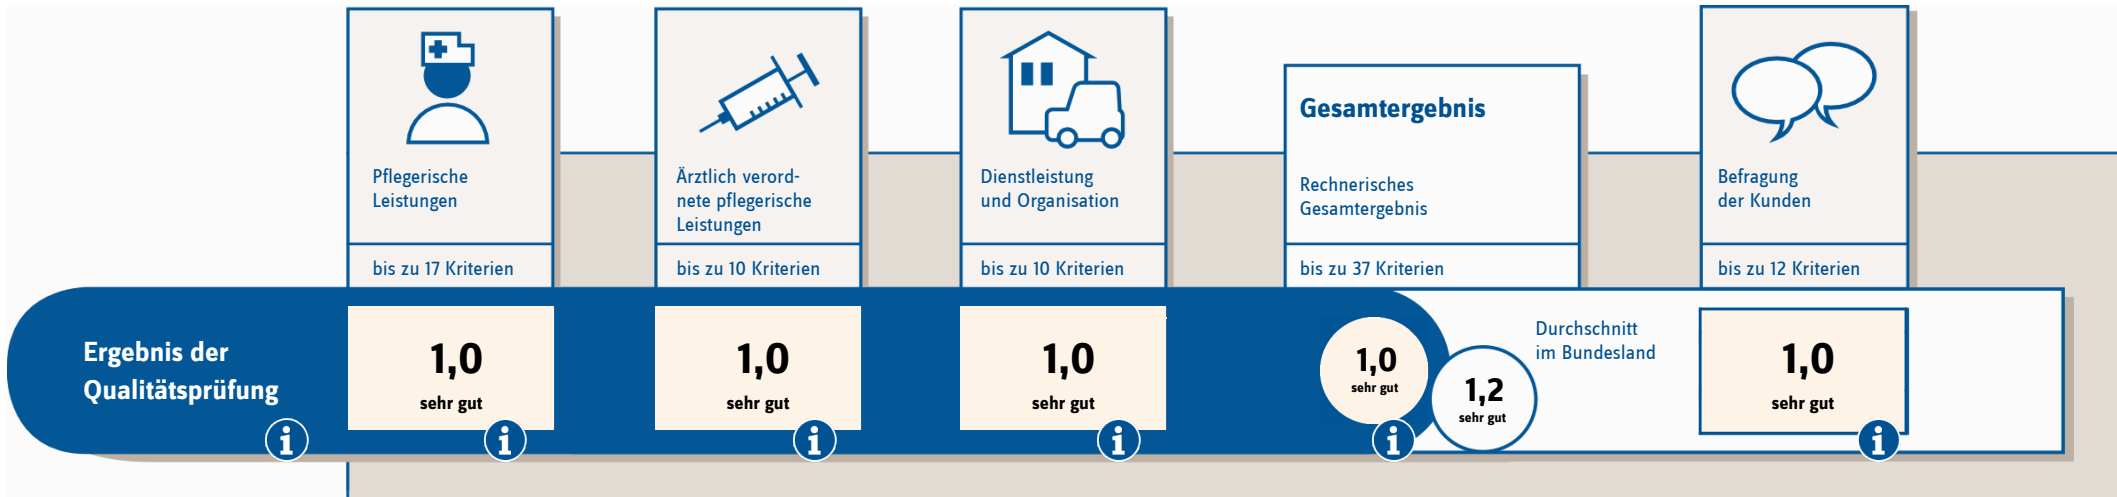 Pflegerische
Leistungen
bis zu 17 Kriterien
Ärztlich verord-
nete pflegerische
Leistungen
bis zu 10 Kriterien
Dienstleistung
und Organisation
bis zu 10 Kriterien
Gesamtergebnis
Rechnerisches
Gesamtergebnis
bis zu 37 Kriterien
Befragung
der Kunden
bis zu 12 Kriterien
Ergebnis der
Qualitätsprüfung
i
1,0
sehr gut
i
1,0
sehr gut
i
1,0
sehr gut
i
1,0
sehr gut
i
1,2
sehr gut
Durchschnitt
im Bundesland
1,0
sehr gut
i